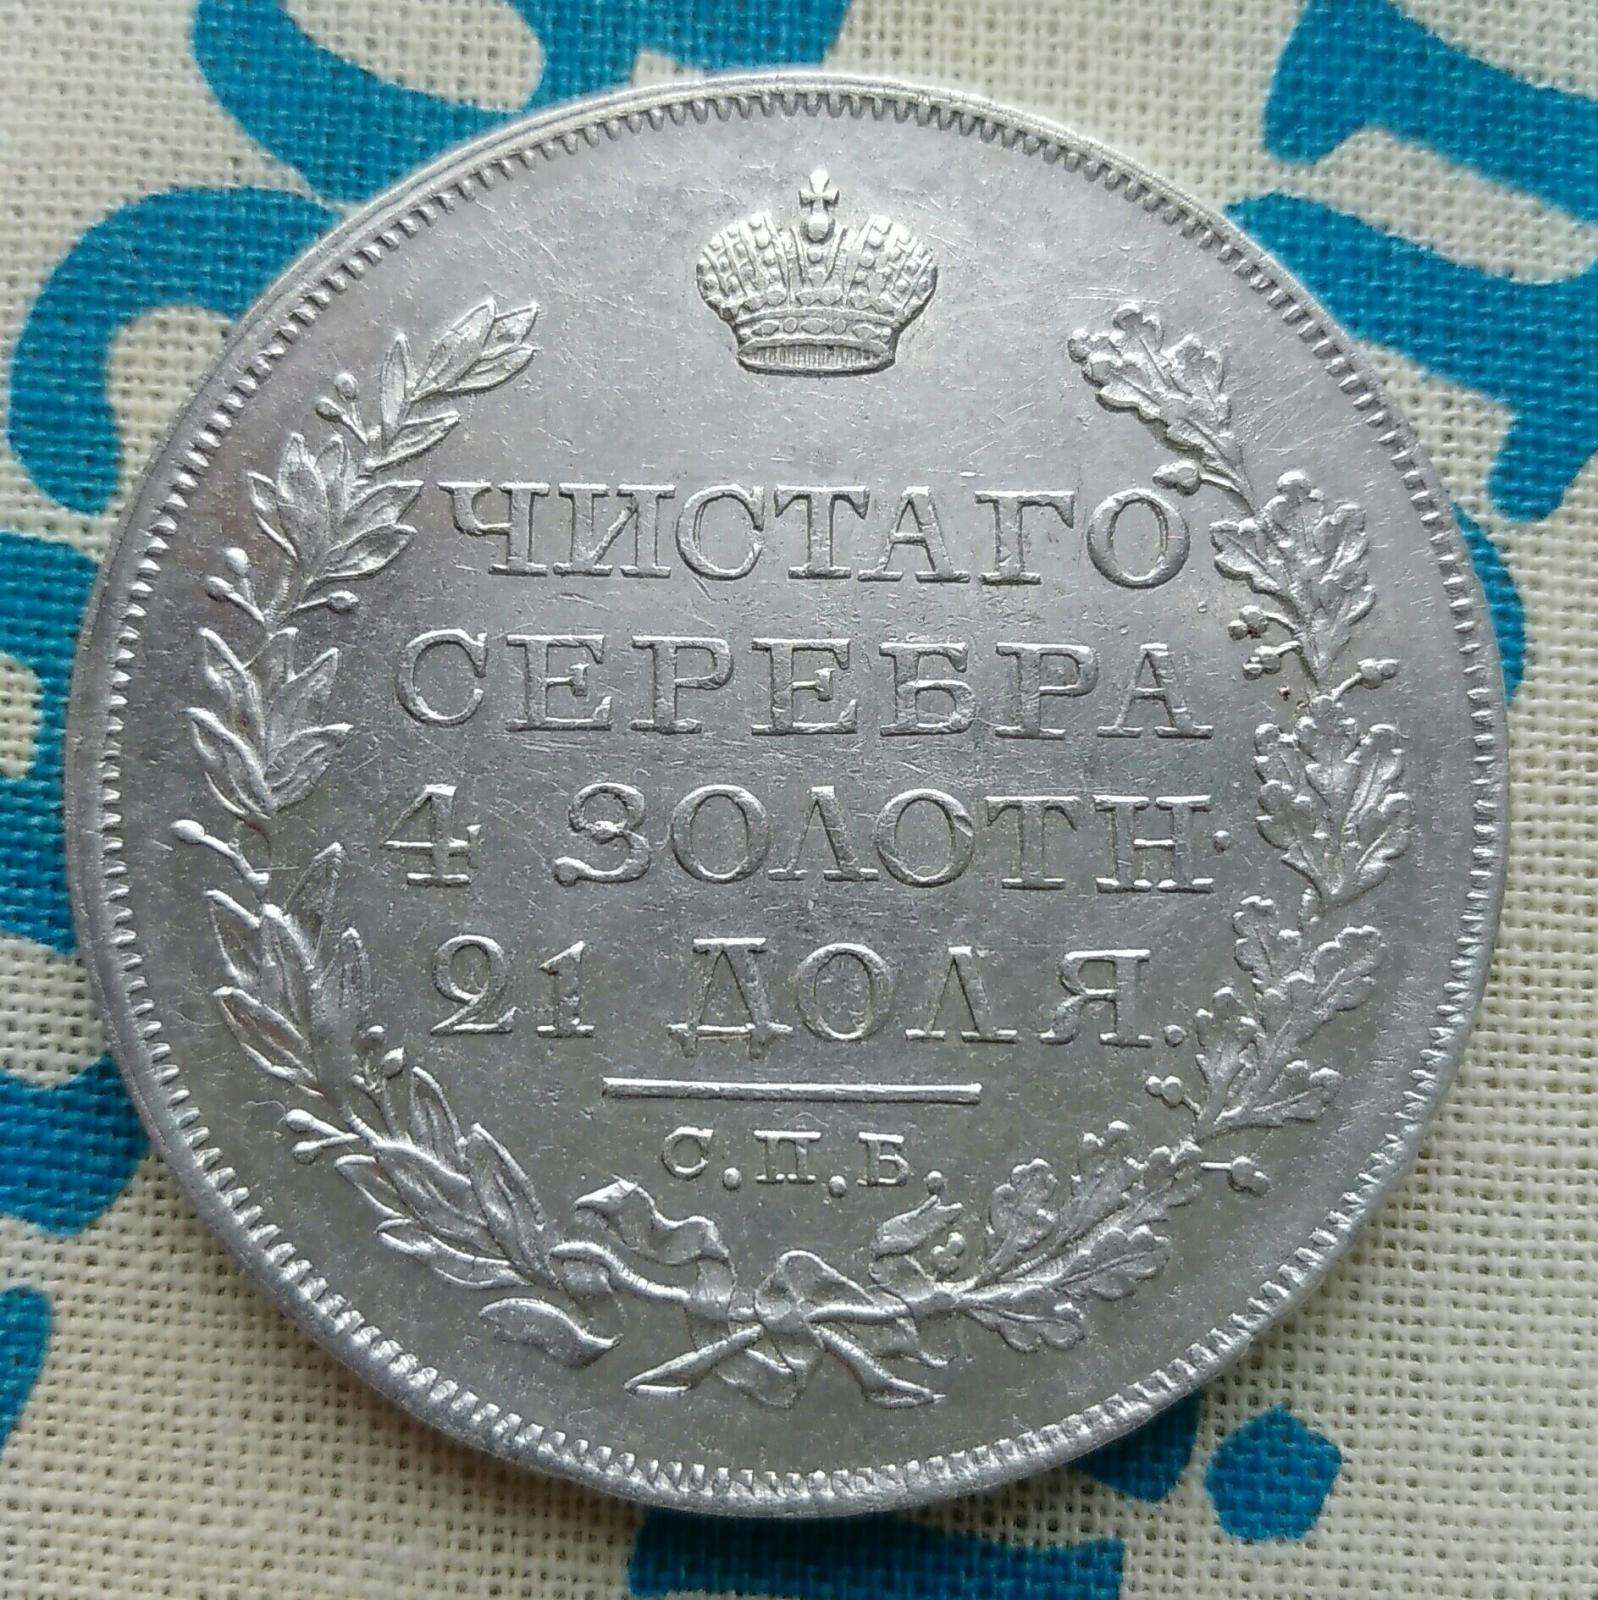 ЧИСТАГО
СЕРЕБРА
4 ЗОЛОТН·
21 ДОЛЯ.
С.П.Б.